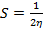 S = 1/2η